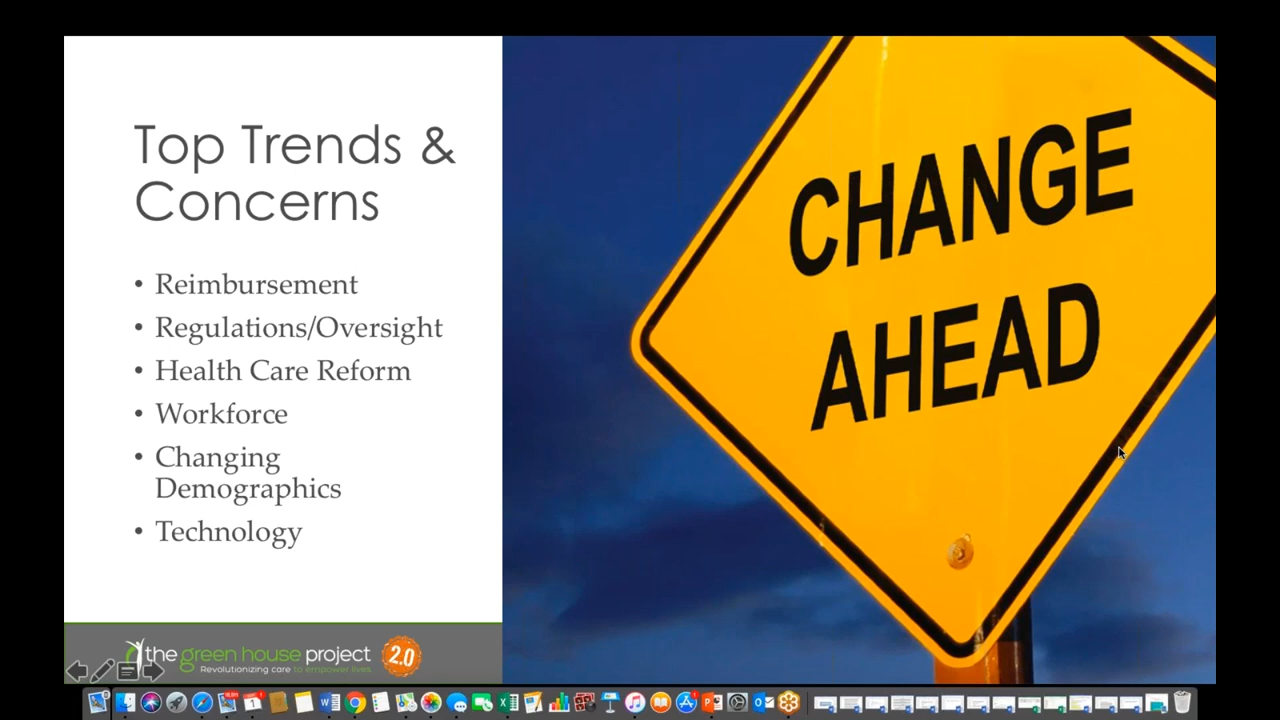 Top Trends &
Concerns
• Reimbursement
• Regulations/Oversight
• Health Care Reform
• Workforce
• Changing
Demographics
• Technology
CHANGE
AHEAD
the green house project 2.0
Revolutionizing care to empower lives